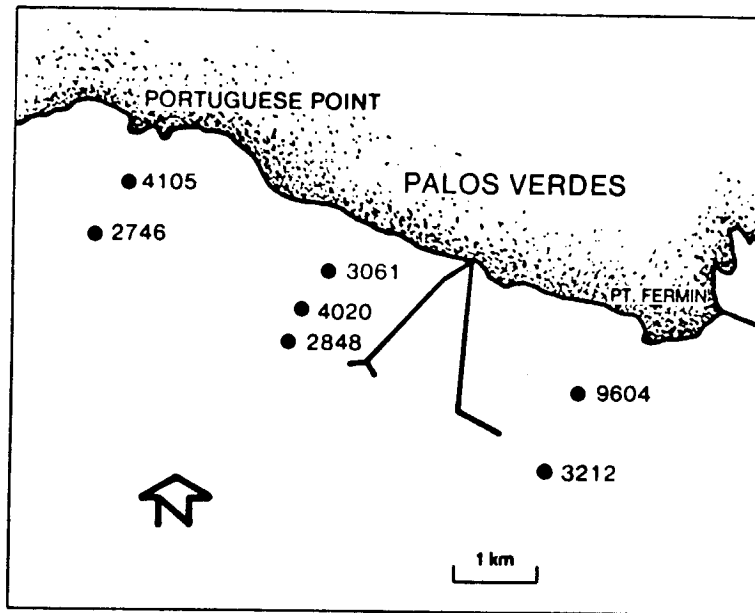 PORTUGUESE POINT
4105
PALOS VERDES
2746
3061
PT. FERMIN
4020
2848
9604
3212
N
1 km